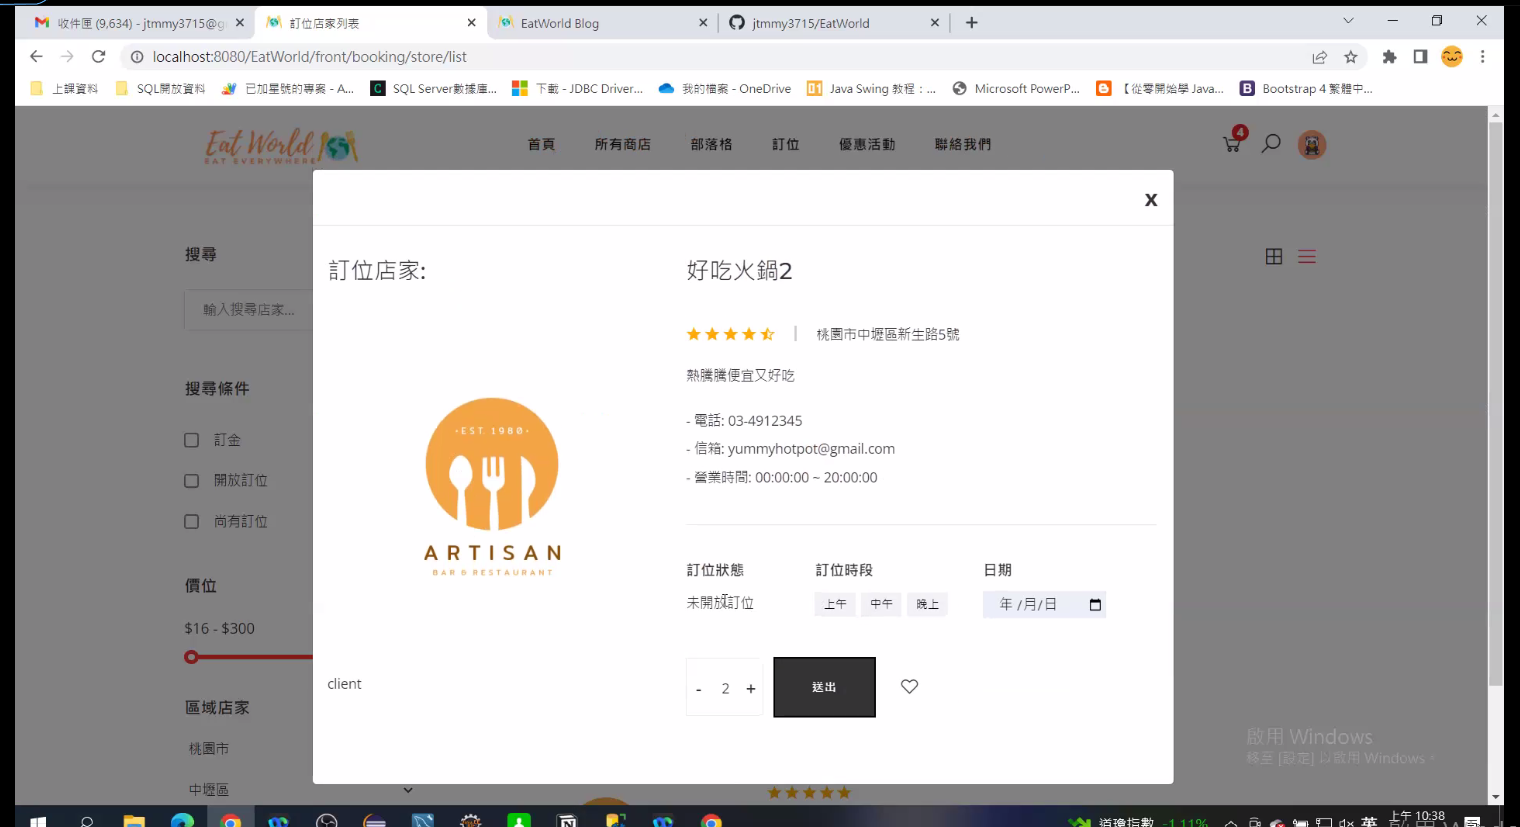 收件匣 (9,634) - jtmmy3715@g
訂位店家列表
EatWorld Blog
jtmmy3715/EatWorld
localhost:8080/EatWorld/front/booking/store/list
上課資料
SQL開放資料
已加星號的專案 - A...
SQL Server數據庫...
下載 - JDBC Driver...
我的檔案 - OneDrive
Java Swing 教程：...
Microsoft PowerP...
【從零開始學 Java...
Bootstrap 4 繁體中...
Eat World
EAT EVERYWHERE
首頁
所有商店
部落格
訂位
優惠活動
聯絡我們
4
X
搜尋
輸入搜尋店家...
搜尋條件
訂金
開放訂位
尚有訂位
價位
$16 - $300
區域店家
桃園市
中壢區
訂位店家:
EST. 1980
ARTISAN
BAR & RESTAURANT
client
好吃火鍋2
桃園市中壢區新生路5號
熱騰騰便宜又好吃
- 電話: 03-4912345
- 信箱: yummyhotpot@gmail.com
- 營業時間: 00:00:00 ~ 20:00:00
訂位狀態
訂位時段
日期
未開放訂位
上午
中午
晚上
年 /月/日
- 2 +
送出
啟用 Windows
移至 [設定] 以啟用 Windows。
道瓊指數 -1.11%
英
上午 10:38